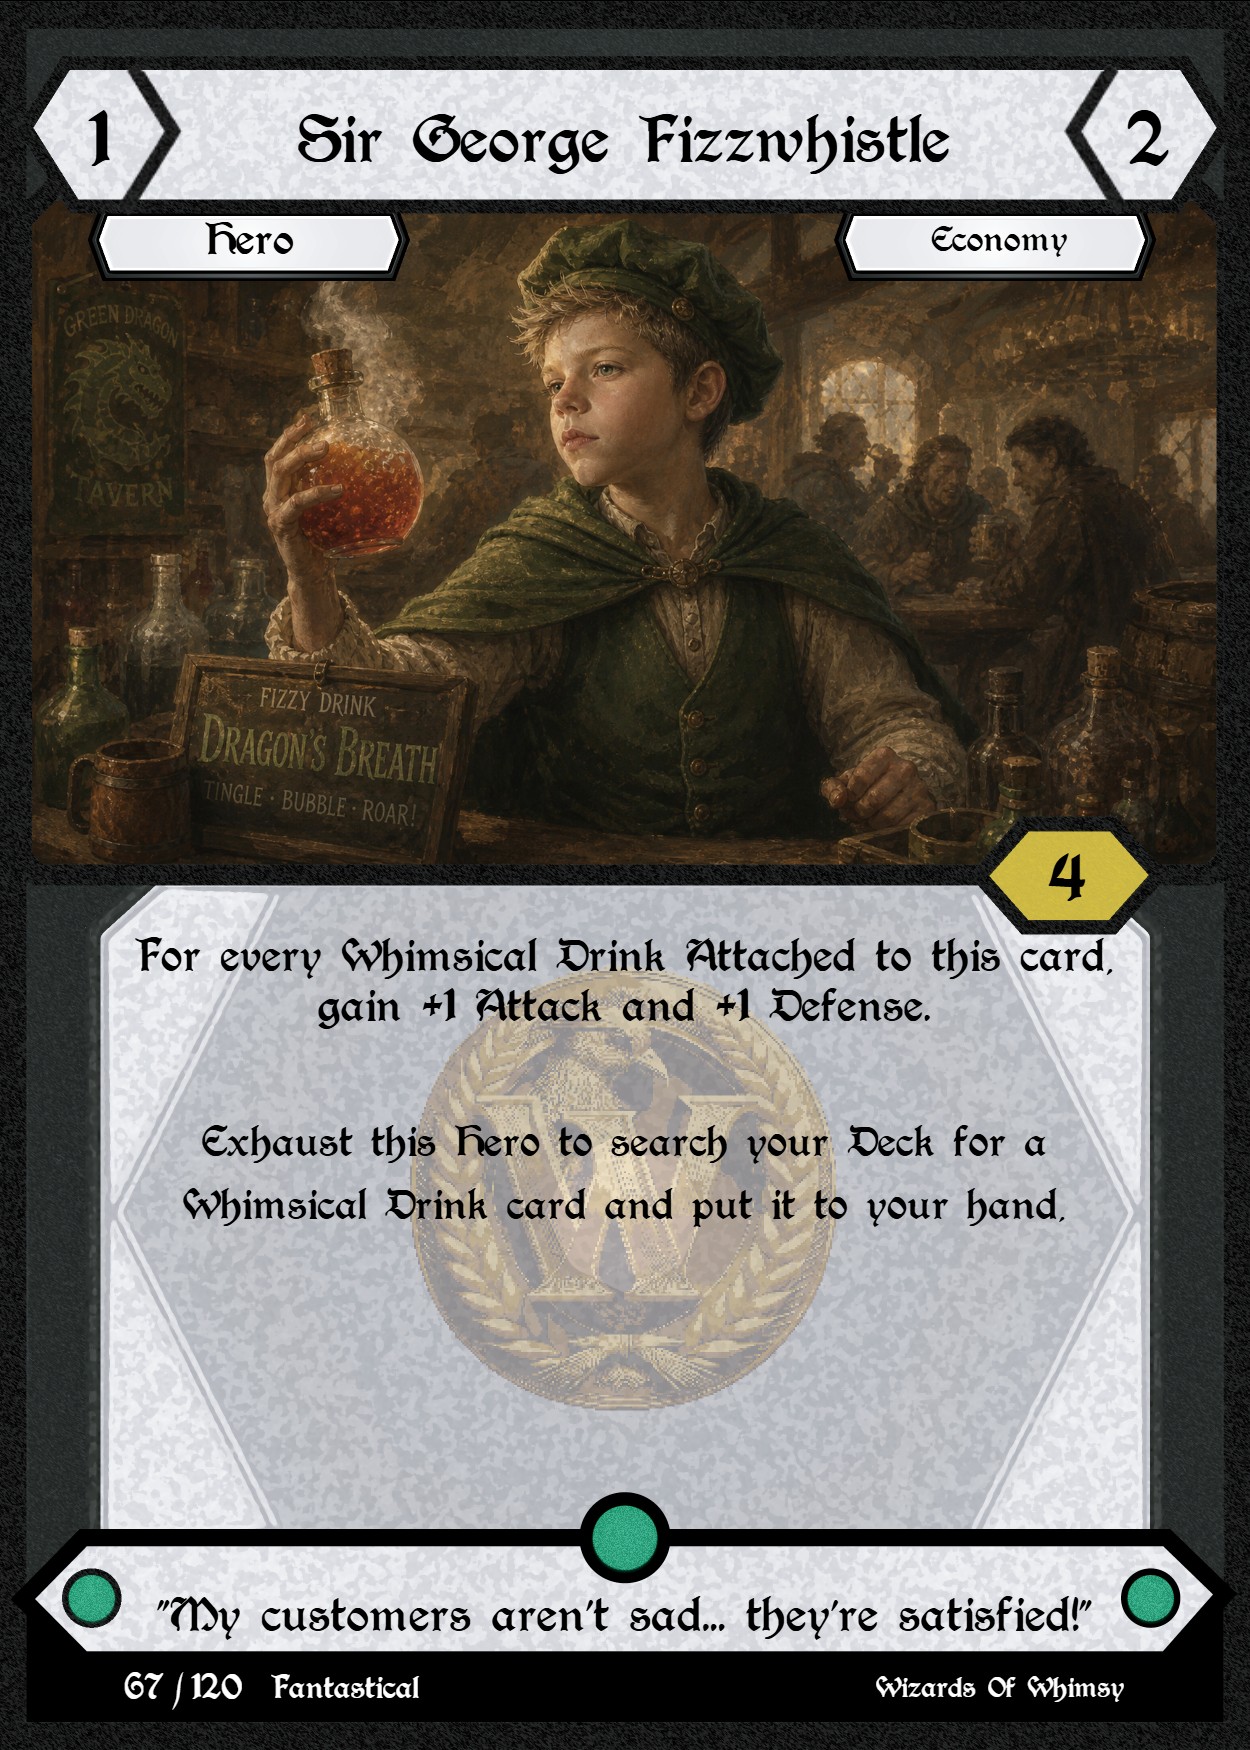 1
Sir George Fizzwhistle
2
Hero
Economy
GREEN DRAGON
TAVERN
FIZZY DRINK
DRAGON'S BREATH
TINGLE · BUBBLE · ROAR!
4
For every Whimsical Drink Attached to this card,
gain +1 Attack and +1 Defense.
Exhaust this Hero to search your Deck for a
Whimsical Drink card and put it to your hand.
W
"My customers aren't sad... they're satisfied!"
67 / 120 Fantastical
Wizards Of Whimsy